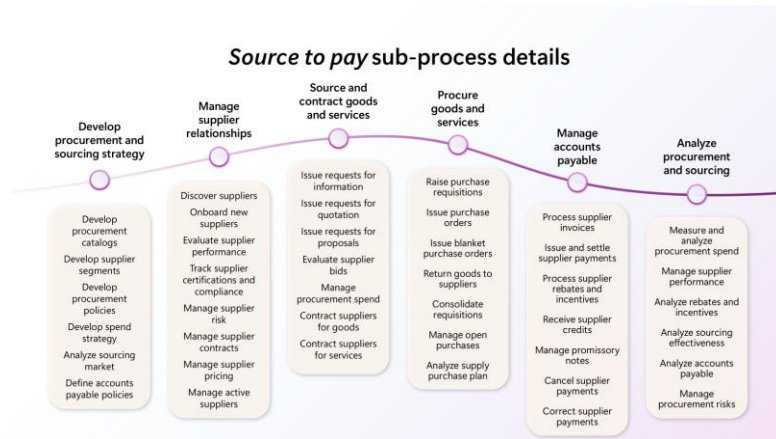 Source to pay sub-process details
Develop
procurement and
sourcing strategy
Develop
procurement
catalogs
Develop supplier
segments
Develop
procurement
policies
Develop spend
strategy
Analyze sourcing
market
Define accounts
payable policies
Manage
supplier
relationships
Discover suppliers
Onboard new
suppliers
Evaluate supplier
performance
Track supplier
certifications and
compliance
Manage supplier
risk
Manage supplier
contracts
Manage supplier
pricing
Manage active
suppliers
Source and
contract goods
and services
Issue requests for
information
Issue requests for
quotation
Issue requests for
proposals
Evaluate supplier
bids
Manage
procurement spend
Contract suppliers
for goods
Contract suppliers
for services
Procure
goods and
services
Raise purchase
requisitions
Issue purchase
orders
Issue blanket
purchase orders
Return goods to
suppliers
Consolidate
requisitions
Manage open
purchases
Analyze supply
purchase plan
Manage
accounts
payable
Process supplier
invoices
Issue and settle
supplier payments
Process supplier
rebates and
incentives
Receive supplier
credits
Manage promissory
notes
Cancel supplier
payments
Correct supplier
payments
Analyze
procurement
and sourcing
Measure and
analyze
procurement spend
Manage supplier
performance
Analyze rebates and
incentives
Analyze sourcing
effectiveness
Analyze accounts
payable
Manage
procurement risks